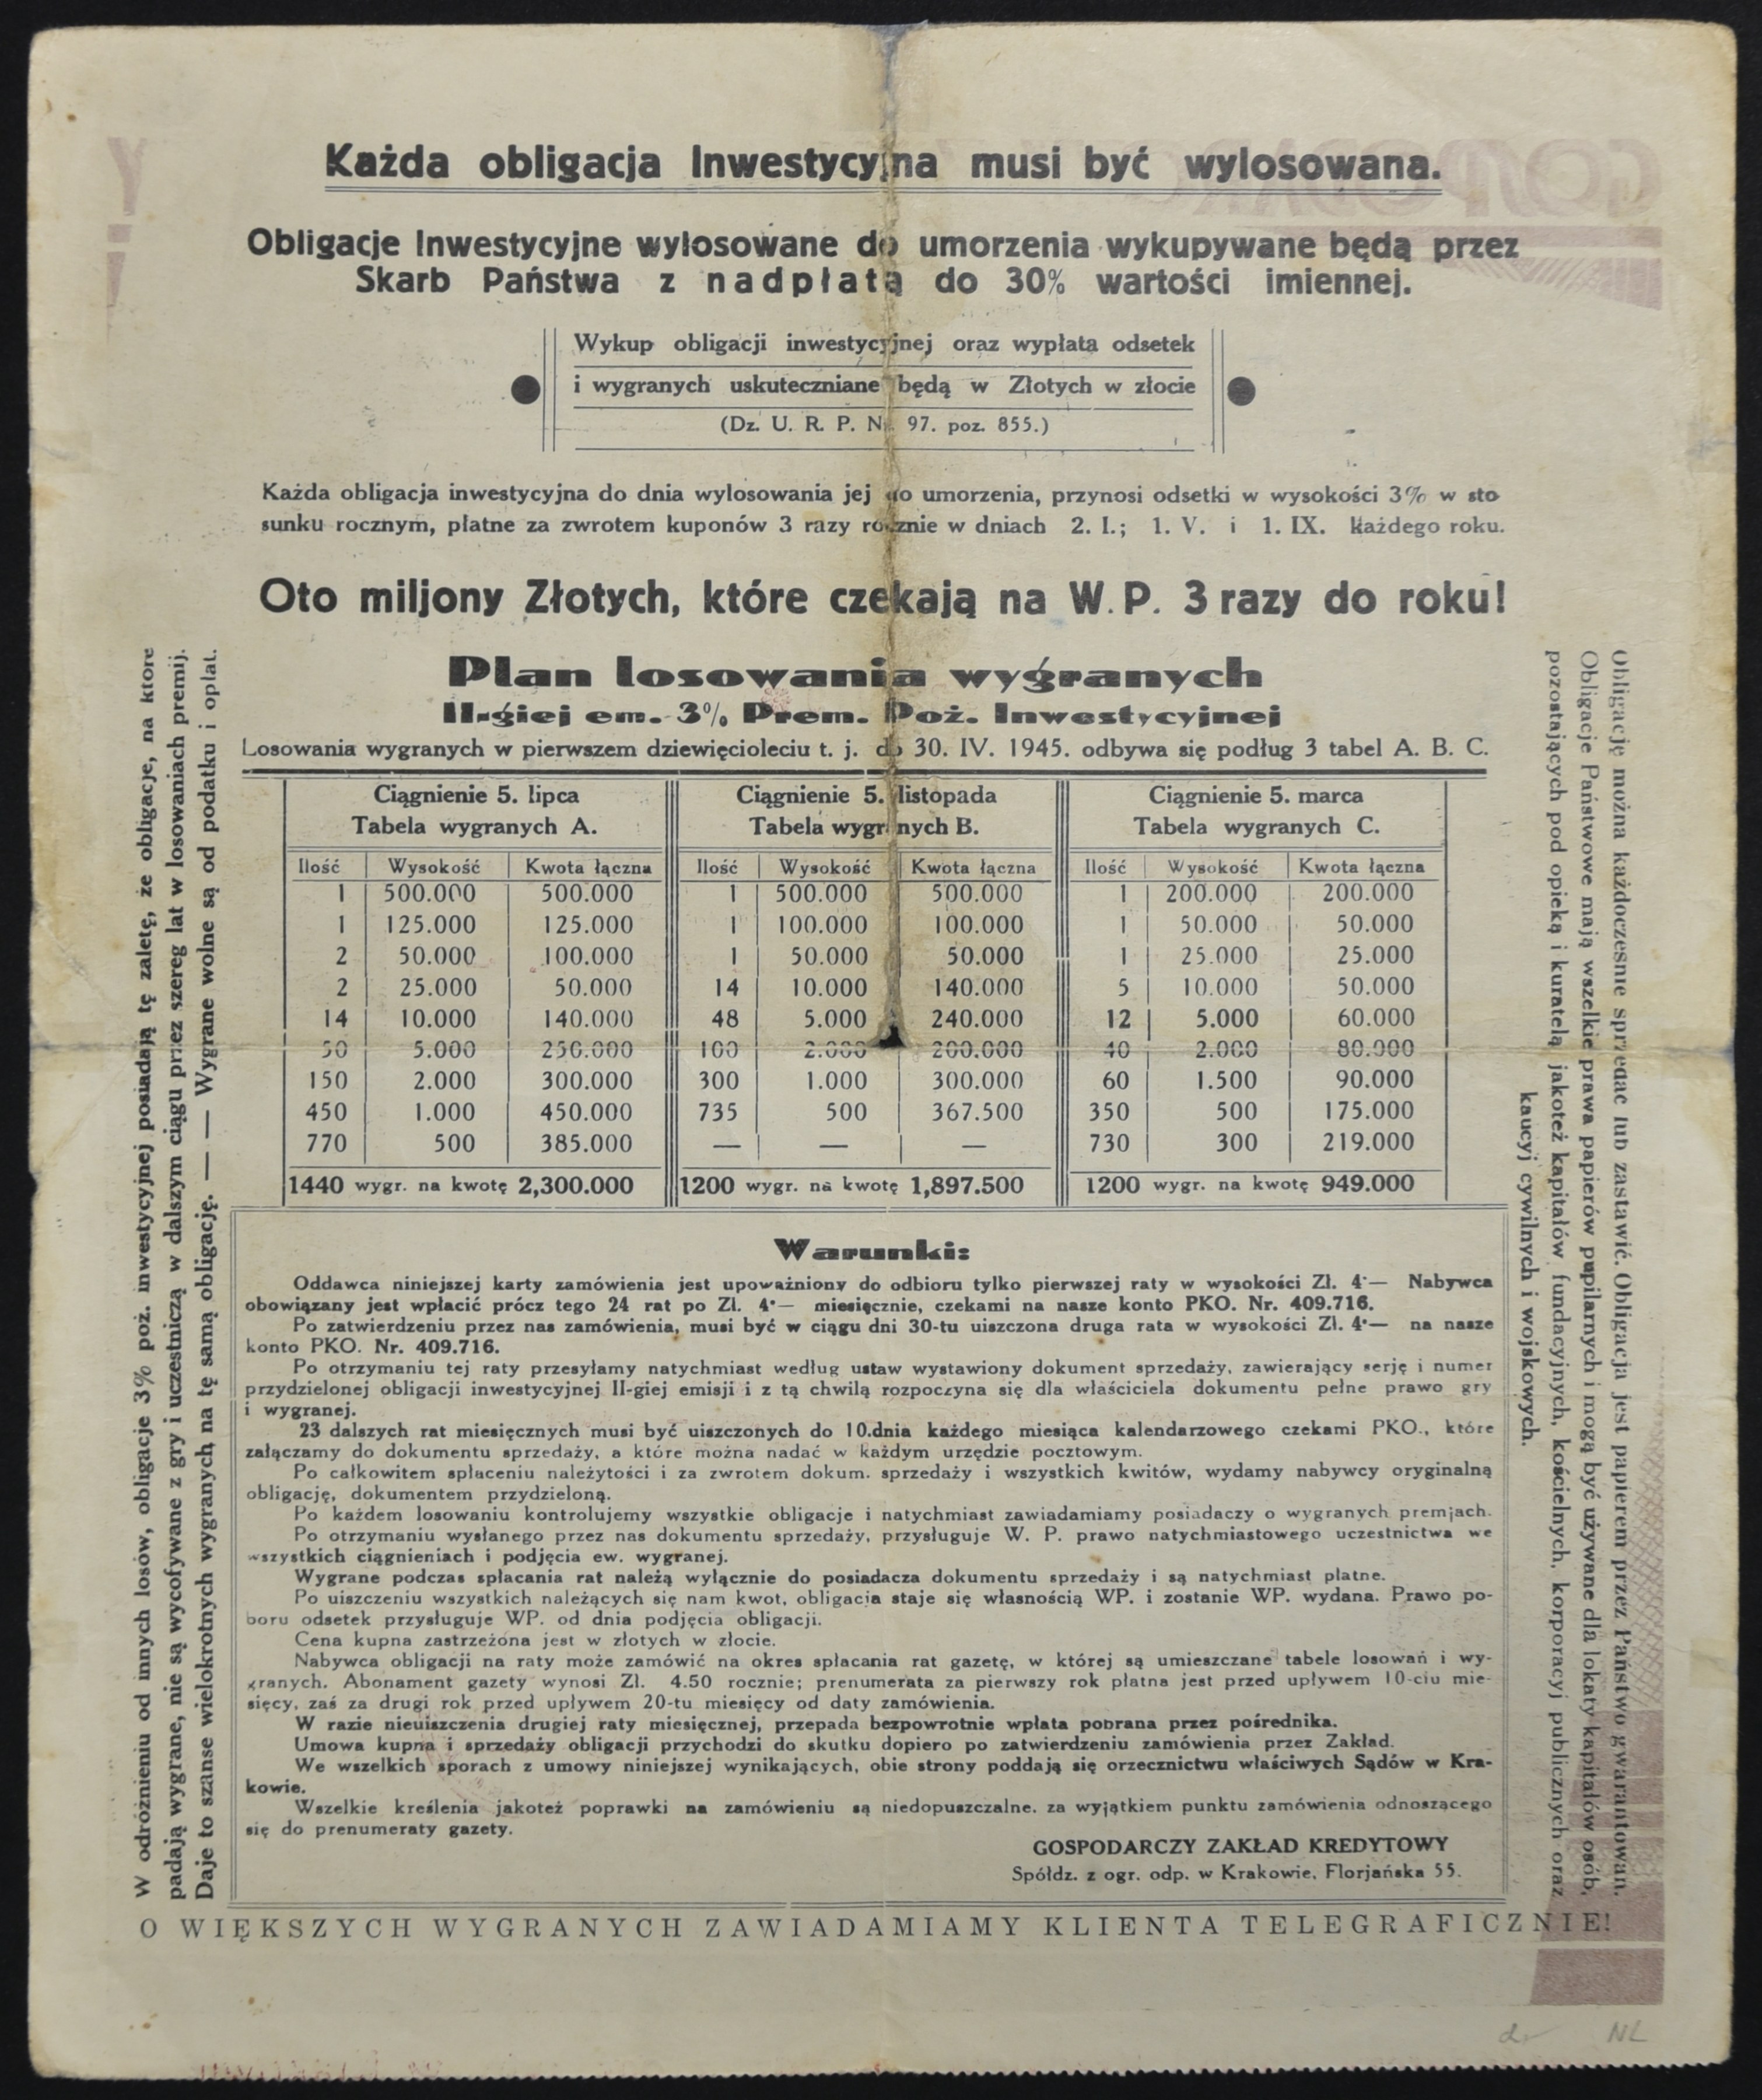 Każda obligacja Inwestycyjna musi być wylosowana.
Obligacje Inwestycyjne wylosowane do umorzenia wykupywane będą przez
Skarb Państwa z nadpłatą do 30% wartości imiennej.
Wykup obligacji inwestycyjnej oraz wypłata odsetek
i wygranych uskuteczniane będą w Złotych w złocie
(Dz. U. R. P. Nr. 97. poz. 855.)
Każda obligacja inwestycyjna do dnia wylosowania jej do umorzenia, przynosi odsetki w wysokości 3% w sto
sunku rocznym, płatne za zwrotem kuponów 3 razy rocznie w dniach 2. I.; 1. V. i 1. IX. każdego roku.
Oto miljony Złotych, które czekają na W. P. 3 razy do roku!
Plan losowania wygranych
II-giej em. 3% Prem. Poż. Inwestycyjnej
Losowania wygranych w pierwszem dziewięcioleciu t. j. do 30. IV. 1945. odbywa się podług 3 tabel A. B. C.
Ciągnienie 5. lipca Ciągnienie 5. listopada Ciągnienie 5. marca
Tabela wygranych A. Tabela wygranych B. Tabela wygranych C.
Ilość Wysokość Kwota łączna Ilość Wysokość Kwota łączna Ilość Wysokość Kwota łączna
1 500.000 500.000 1 500.000 500.000 1 200.000 200.000
1 125.000 125.000 1 100.000 100.000 1 50.000 50.000
2 50.000 100.000 1 50.000 50.000 1 25.000 25.000
2 25.000 50.000 14 10.000 140.000 5 10.000 50.000
14 10.000 140.000 48 5.000 240.000 12 5.000 60.000
50 5.000 250.000 100 2.000 200.000 40 2.000 80.000
150 2.000 300.000 300 1.000 300.000 60 1.500 90.000
450 1.000 450.000 735 500 367.500 350 500 175.000
770 500 385.000 — — — 730 300 219.000
1440 wygr. na kwotę 2,300.000 1200 wygr. na kwotę 1,897.500 1200 wygr. na kwotę 949.000
Warunki:
Oddawca niniejszej karty zamówienia jest upoważniony do odbioru tylko pierwszej raty w wysokości Zł. 4·— Nabywca
obowiązany jest wpłacić prócz tego 24 rat po Zł. 4·— miesięcznie, czekami na nasze konto PKO. Nr. 409.716.
Po zatwierdzeniu przez nas zamówienia, musi być w ciągu dni 30-tu uiszczona druga rata w wysokości Zł. 4·— na nasze
konto PKO. Nr. 409.716.
Po otrzymaniu tej raty przesyłamy natychmiast według ustaw wystawiony dokument sprzedaży, zawierający serję i numer
przydzielonej obligacji inwestycyjnej II-giej emisji i z tą chwilą rozpoczyna się dla właściciela dokumentu pełne prawo gry
i wygranej.
23 dalszych rat miesięcznych musi być uiszczonych do 10.dnia każdego miesiąca kalendarzowego czekami PKO., które
załączamy do dokumentu sprzedaży, a które można nadać w każdym urzędzie pocztowym.
Po całkowitem spłaceniu należytości i za zwrotem dokum. sprzedaży i wszystkich kwitów, wydamy nabywcy oryginalną
obligację, dokumentem przydzieloną.
Po każdem losowaniu kontrolujemy wszystkie obligacje i natychmiast zawiadamiamy posiadaczy o wygranych premjach.
Po otrzymaniu wysłanego przez nas dokumentu sprzedaży, przysługuje W. P. prawo natychmiastowego uczestnictwa we
wszystkich ciągnieniach i podjęcia ew. wygranej.
Wygrane podczas spłacania rat należą wyłącznie do posiadacza dokumentu sprzedaży i są natychmiast płatne.
Po uiszczeniu wszystkich należących się nam kwot, obligacja staje się własnością WP. i zostanie WP. wydana. Prawo po-
boru odsetek przysługuje WP. od dnia podjęcia obligacji.
Cena kupna zastrzeżona jest w złotych w złocie.
Nabywca obligacji na raty może zamówić na okres spłacania rat gazetę, w której są umieszczane tabele losowań i wy-
granych. Abonament gazety wynosi Zł. 4.50 rocznie; prenumerata za pierwszy rok płatna jest przed upływem 10-ciu mie-
sięcy, zaś za drugi rok przed upływem 20-tu miesięcy od daty zamówienia.
W razie nieuiszczenia drugiej raty miesięcznej, przepada bezpowrotnie wpłata pobrana przez pośrednika.
Umowa kupna i sprzedaży obligacji przychodzi do skutku dopiero po zatwierdzeniu zamówienia przez Zakład.
We wszelkich sporach z umowy niniejszej wynikających, obie strony poddają się orzecznictwu właściwych Sądów w Kra-
kowie.
Wszelkie kreślenia jakoteż poprawki na zamówieniu są niedopuszczalne, za wyjątkiem punktu zamówienia odnoszącego
się do prenumeraty gazety.
GOSPODARCZY ZAKŁAD KREDYTOWY
Spółdz. z ogr. odp. w Krakowie, Florjańska 55.
O WIĘKSZYCH WYGRANYCH ZAWIADAMIAMY KLIENTA TELEGRAFICZNIE!
W odróżnieniu od innych losów, obligacje 3% poż. inwestycyjnej posiadają tę zaletę, że obligacje, na które
padają wygrane, nie są wycofywane z gry i uczestniczą w dalszym ciągu przez szereg lat w losowaniach premij.
Daje to szanse wielokrotnych wygranych na tę samą obligację. — — Wygrane wolne są od podatku i opłat.
Obligację można każdoczesnie sprzedać lub zastawić. Obligacja jest papierem przez Państwo gwarantowan.
Obligacje Państwowe mają wszelkie prawa papierów pupilarnych i mogą być używane dla lokaty kapitałów osób,
pozostających pod opieką i kuratelą jakoteż kapitałów fundacyjnych, kościelnych, korporacyj publicznych oraz
kaucyj cywilnych i wojskowych.
NL